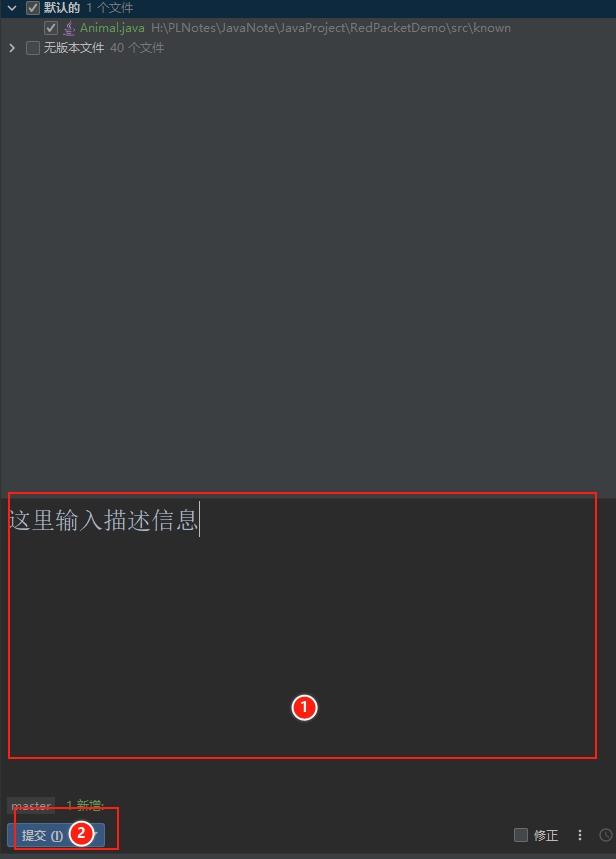 默认的 1 个文件
Animal.java H:\PLNotes\JavaNote\JavaProject\RedPacketDemo\src\known
无版本文件 40 个文件
这里输入描述信息
1
master 1 新增:
提交 (I) 2 修正